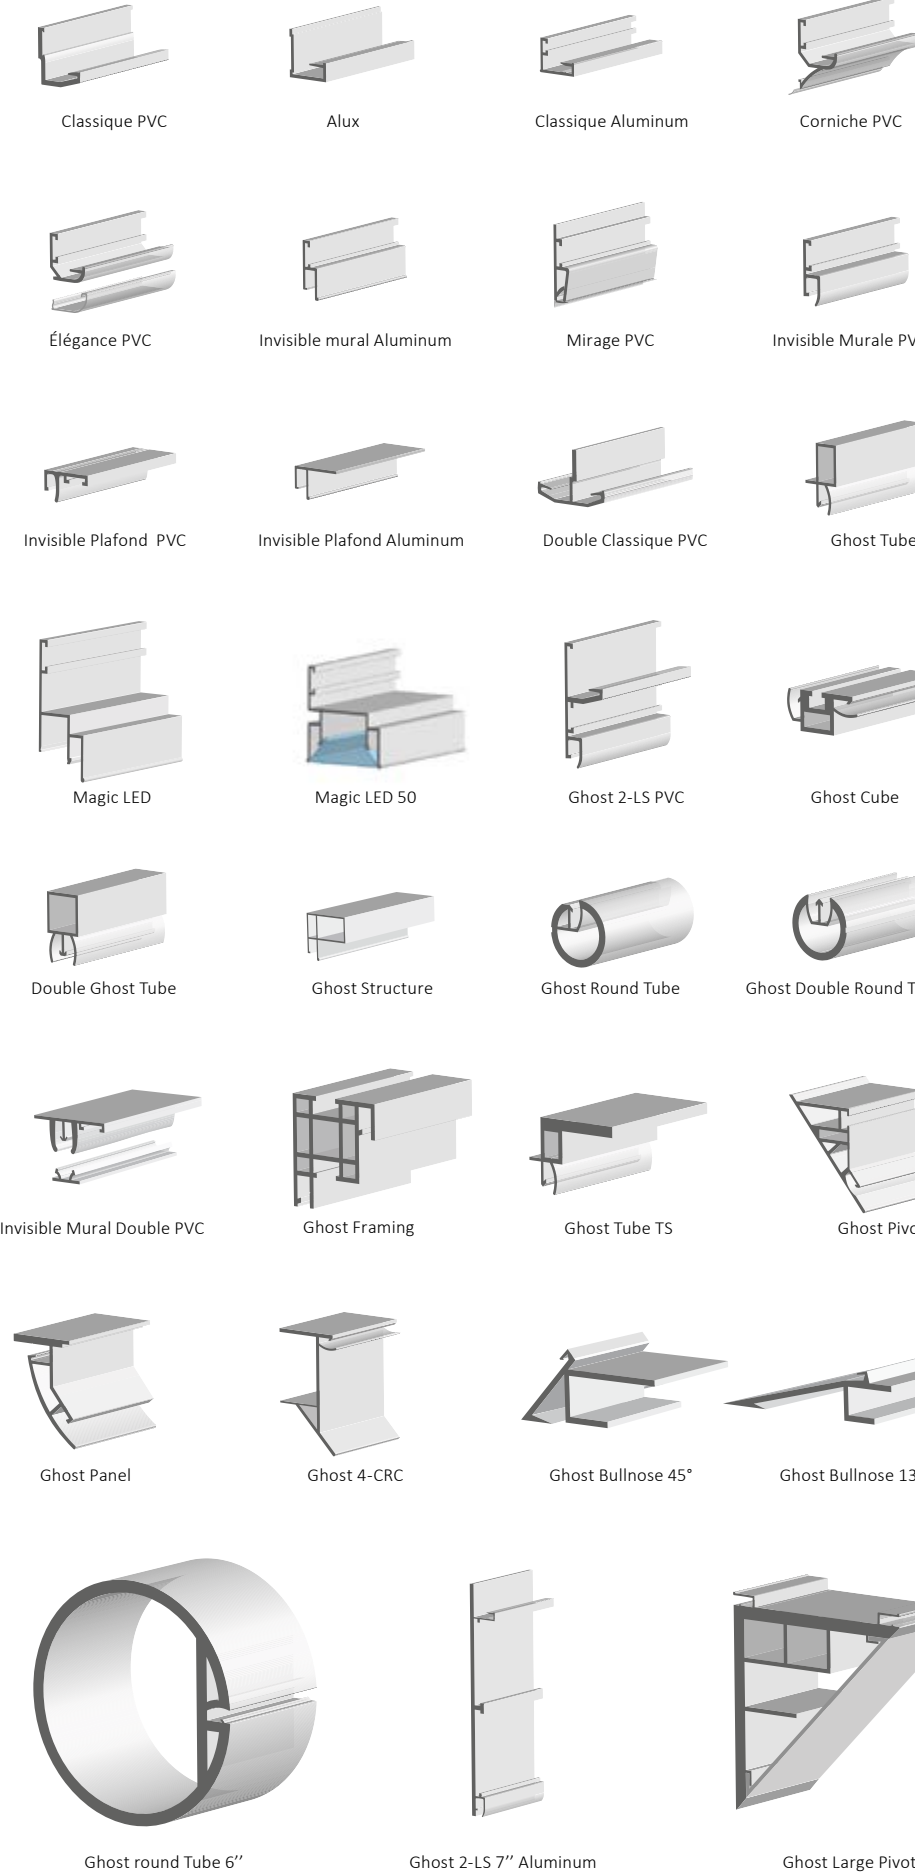 Classique PVC
Alux
Classique Aluminum
Corniche PVC
Élégance PVC
Invisible mural Aluminum
Mirage PVC
Invisible Murale
Invisible Plafond PVC
Invisible Plafond Aluminum
Double Classique PVC
Ghost Tube
Magic LED
Magic LED 50
Ghost 2-LS PVC
Ghost Cube
Double Ghost Tube
Ghost Structure
Ghost Round Tube
Ghost Double Round
Invisible Mural Double PVC
Ghost Framing
Ghost Tube TS
Ghost
Ghost Panel
Ghost 4-CRC
Ghost Bullnose 45°
Ghost Bullnose
Ghost round Tube 6’’
Ghost 2-LS 7’’ Aluminum
Ghost Large Pivot